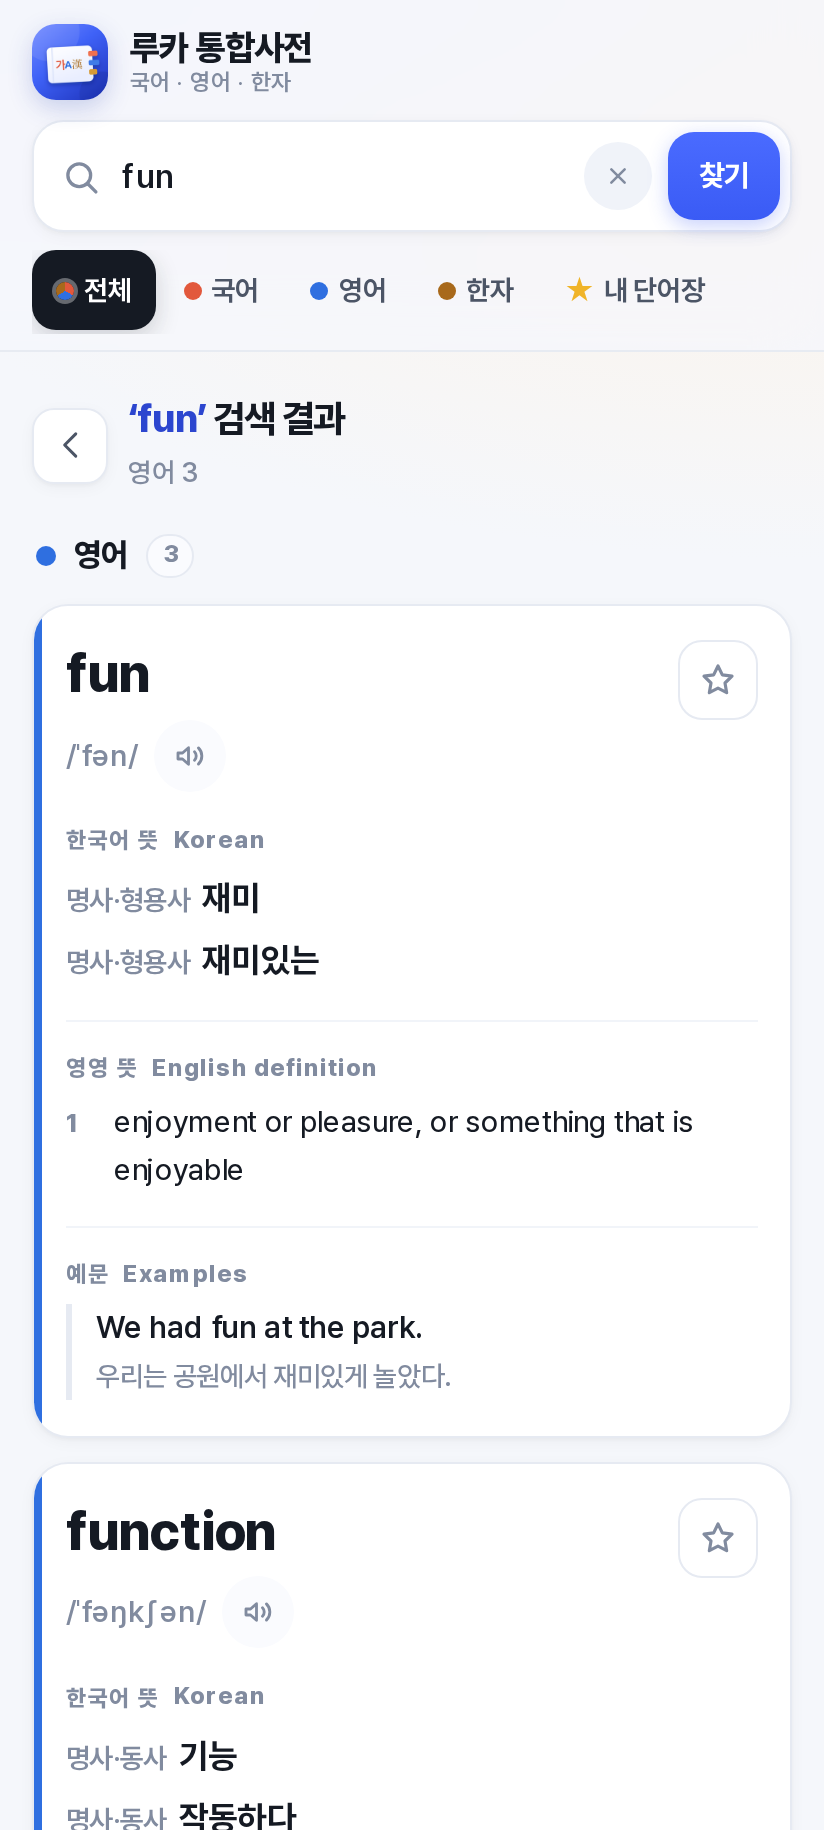 가A漢
루카 통합사전
국어 · 영어 · 한자
fun
찾기
전체
국어
영어
한자
내 단어장
‘fun’ 검색 결과
영어 3
영어 3
fun
/ˈfən/
한국어 뜻 Korean
명사·형용사 재미
명사·형용사 재미있는
영영 뜻 English definition
1 enjoyment or pleasure, or something that is
enjoyable
예문 Examples
We had fun at the park.
우리는 공원에서 재미있게 놀았다.
function
/ˈfəŋkʃən/
한국어 뜻 Korean
명사·동사 기능
명사·동사 작동하다